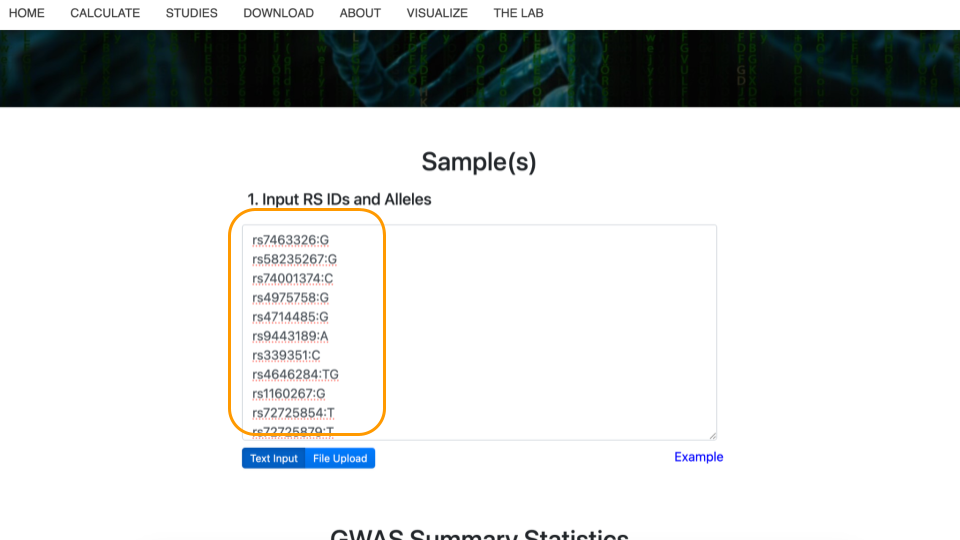 HOME CALCULATE STUDIES DOWNLOAD ABOUT VISUALIZE THE LAB
Sample(s)
1. Input RS IDs and Alleles
rs7463326:G
rs58235267:G
rs74001374:C
rs4975758:G
rs4714485:G
rs9443189:A
rs339351:C
rs4646284:TG
rs1160267:G
rs72725854:T
rs72725879:T
Text Input File Upload Example
GWAS Summary Statistics